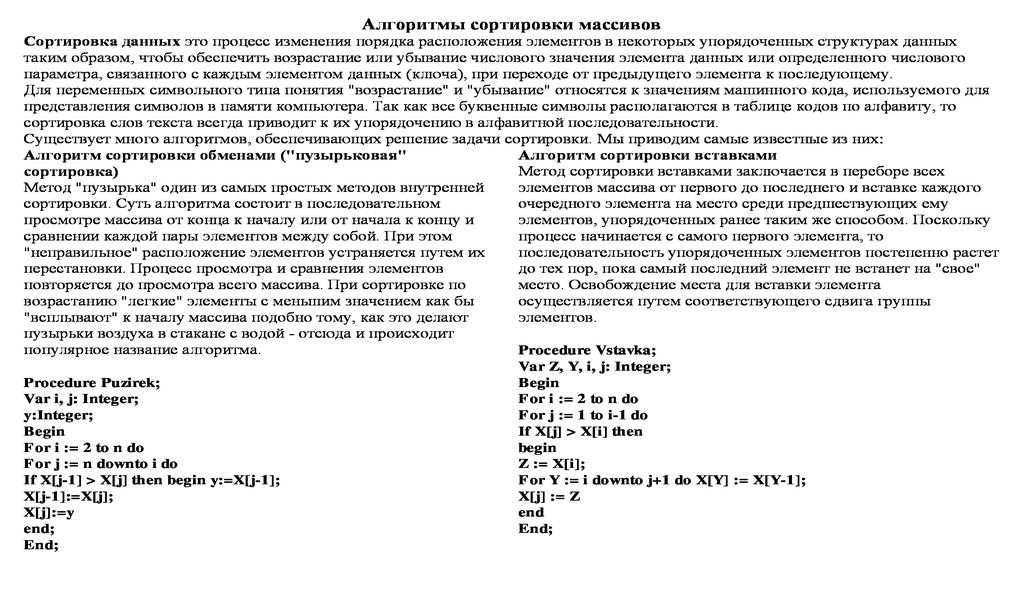 Алгоритмы сортировки массивов
Сортировка данных это процесс изменения порядка расположения элементов в некоторых упорядоченных структурах данных
таким образом, чтобы обеспечить возрастание или убывание числового значения элемента данных или определенного числового
параметра, связанного с каждым элементом данных (ключа), при переходе от предыдущего элемента к последующему.
Для переменных символьного типа понятия "возрастание" и "убывание" относятся к значениям машинного кода, используемого для
представления символов в памяти компьютера. Так как все буквенные символы располагаются в таблице кодов по алфавиту, то
сортировка слов текста всегда приводит к их упорядочению в алфавитной последовательности.
Существует много алгоритмов, обеспечивающих решение задачи сортировки. Мы приводим самые известные из них:
Алгоритм сортировки обменами ("пузырьковая"
сортировка)
Метод "пузырька" один из самых простых методов внутренней
сортировки. Суть алгоритма состоит в последовательном
просмотре массива от конца к началу или от начала к концу и
сравнении каждой пары элементов между собой. При этом
"неправильное" расположение элементов устраняется путем их
перестановки. Процесс просмотра и сравнения элементов
повторяется до просмотра всего массива. При сортировке по
возрастанию "легкие" элементы с меньшим значением как бы
"всплывают" к началу массива подобно тому, как это делают
пузырьки воздуха в стакане с водой - отсюда и происходит
популярное название алгоритма.
Procedure Puzirek;
Var i, j: Integer;
y:Integer;
Begin
For i := 2 to n do
For j := n downto i do
If X[j-1] > X[j] then begin y:=X[j-1];
X[j-1]:=X[j];
X[j]:=y
end;
End;
Алгоритм сортировки вставками
Метод сортировки вставками заключается в переборе всех
элементов массива от первого до последнего и вставке каждого
очередного элемента на место среди предшествующих ему
элементов, упорядоченных ранее таким же способом. Поскольку
процесс начинается с самого первого элемента, то
последовательность упорядоченных элементов постепенно растет
до тех пор, пока самый последний элемент не встанет на "свое"
место. Освобождение места для вставки элемента
осуществляется путем соответствующего сдвига группы
элементов.
Procedure Vstavka;
Var Z, Y, i, j: Integer;
Begin
For i := 2 to n do
For j := 1 to i-1 do
If X[j] > X[i] then
begin
Z := X[i];
For Y := i downto j+1 do X[Y] := X[Y-1];
X[j] := Z
end
End;